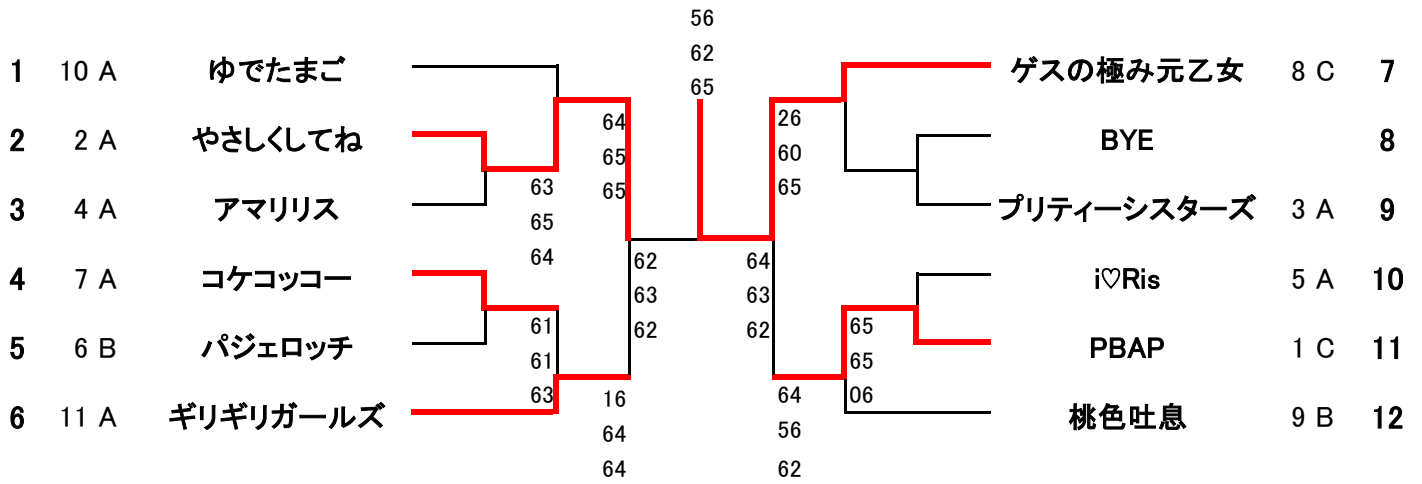 56
62
65
1 10 A ゆでたまご
2 2 A やさしくしてね
3 4 A アマリリス
4 7 A コケコッコー
5 6 B パジェロッチ
6 11 A ギリギリガールズ
63
65
64
61
61
63
64
65
65
16
64
64
62
63
62
64
63
62
26
60
65
64
56
62
65
65
06
ゲスの極み元乙女 8 C 7
BYE 8
プリティーシスターズ 3 A 9
i♡Ris 5 A 10
PBAP 1 C 11
桃色吐息 9 B 12